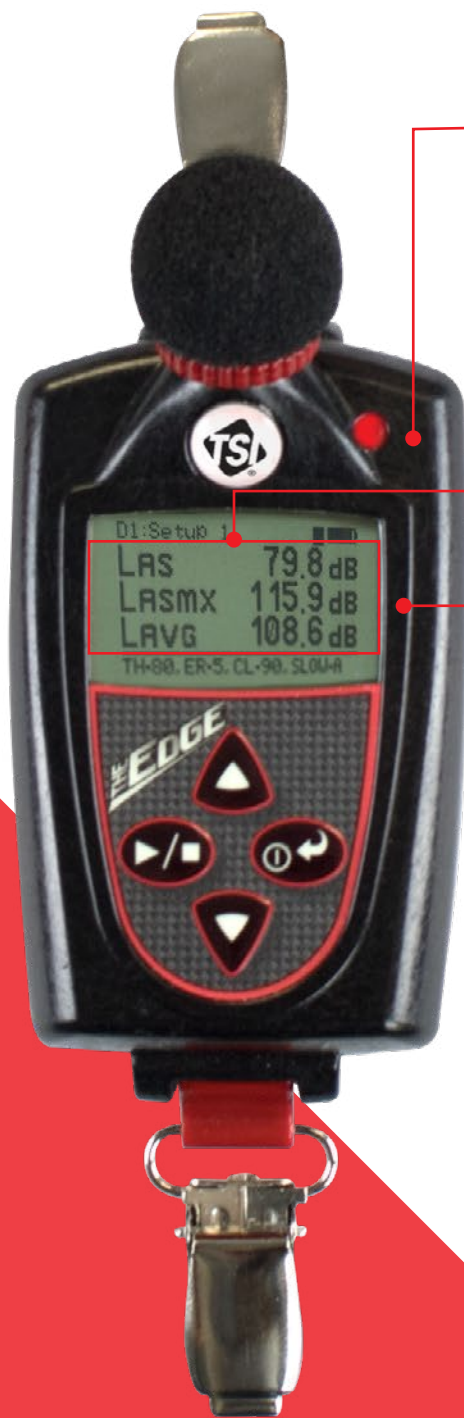 TSI
®
D1:Setup 1
LAS 79.8 dB
LASMX 115.9 dB
LAVG 108.6 dB
TH-80, ER-5, CL-90, SLOW-A
THE EDGE